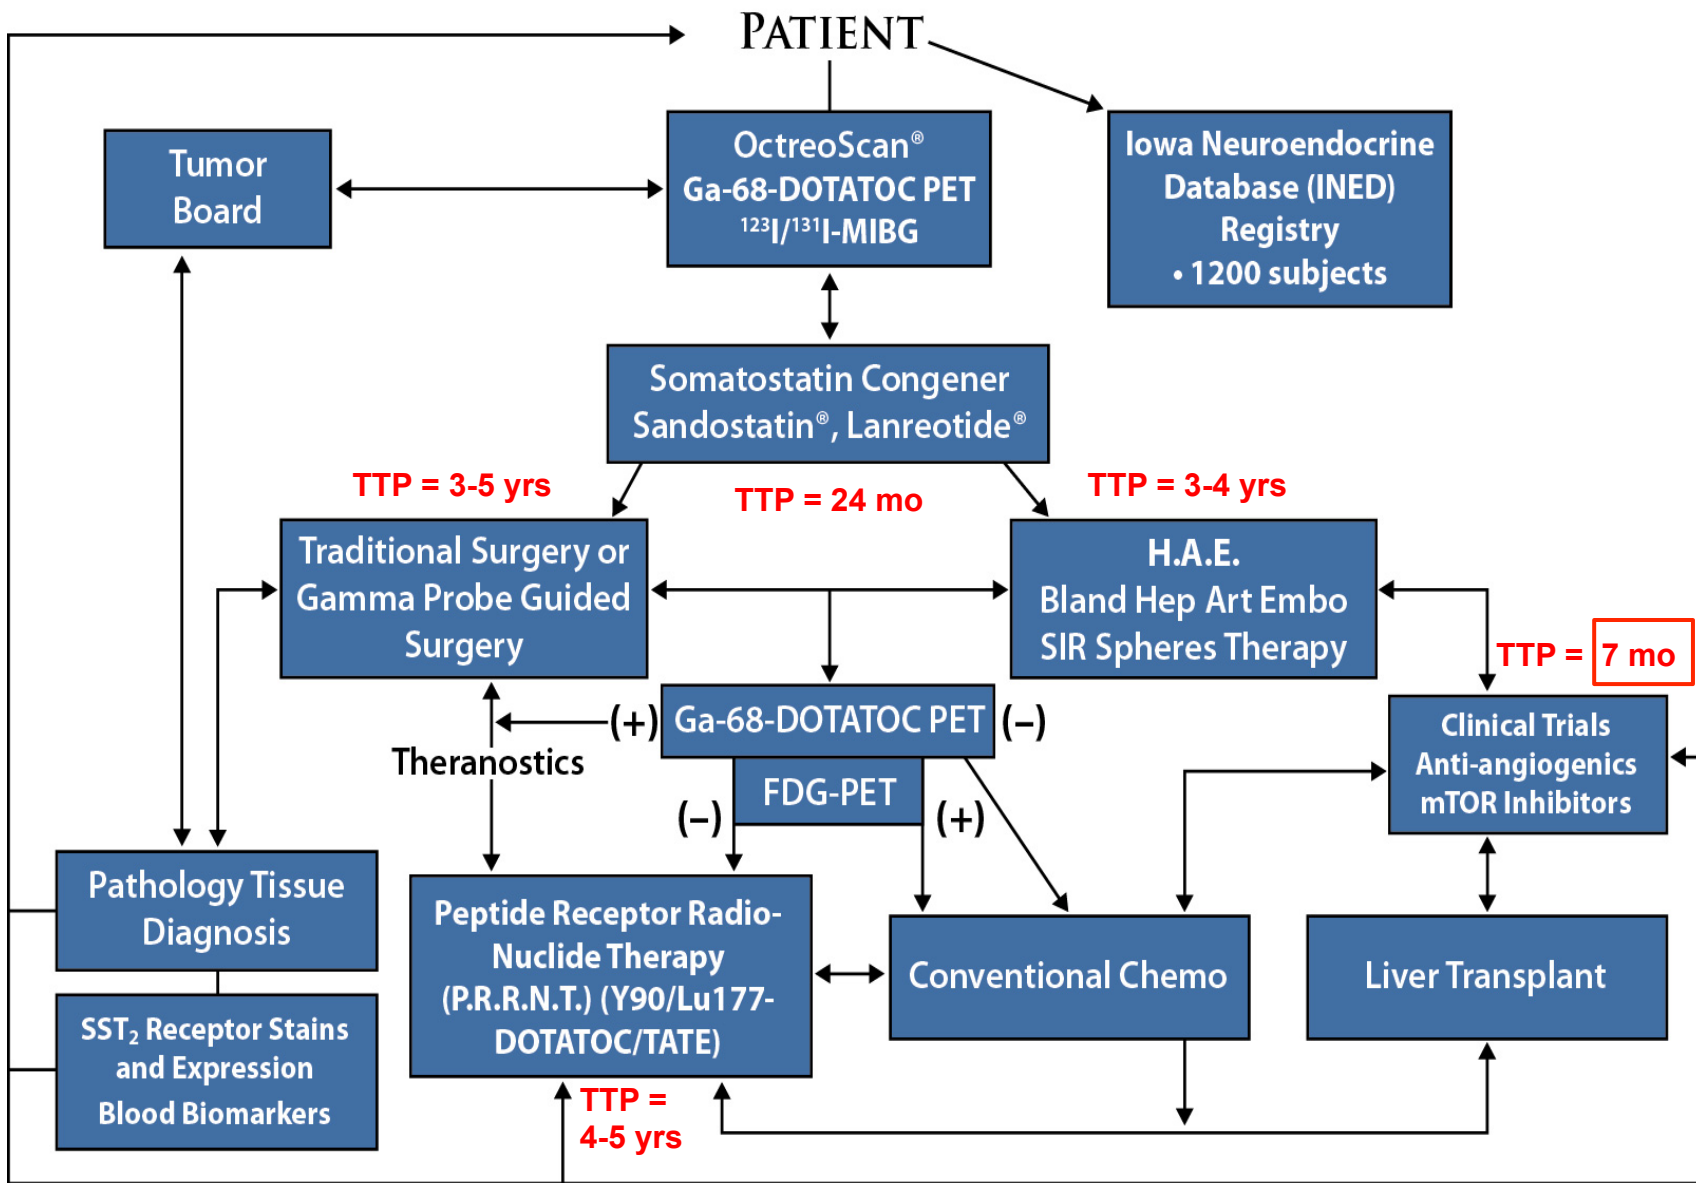 PATIENT
Tumor
Board
OctreoScan®
Ga-68-DOTATOC PET
¹²³I/¹³¹I-MIBG
Iowa Neuroendocrine
Database (INED)
Registry
• 1200 subjects
Somatostatin Congener
Sandostatin®, Lanreotide®
TTP = 3-5 yrs
TTP = 24 mo
TTP = 3-4 yrs
Traditional Surgery or
Gamma Probe Guided
Surgery
H.A.E.
Bland Hep Art Embo
SIR Spheres Therapy
TTP = 7 mo
(+)
Ga-68-DOTATOC PET
(–)
Theranostics
FDG-PET
(–)
(+)
Clinical Trials
Anti-angiogenics
mTOR Inhibitors
Pathology Tissue
Diagnosis
Peptide Receptor Radio-
Nuclide Therapy
(P.R.R.N.T.) (Y90/Lu177-
DOTATOC/TATE)
Conventional Chemo
Liver Transplant
SST₂ Receptor Stains
and Expression
Blood Biomarkers
TTP =
4-5 yrs